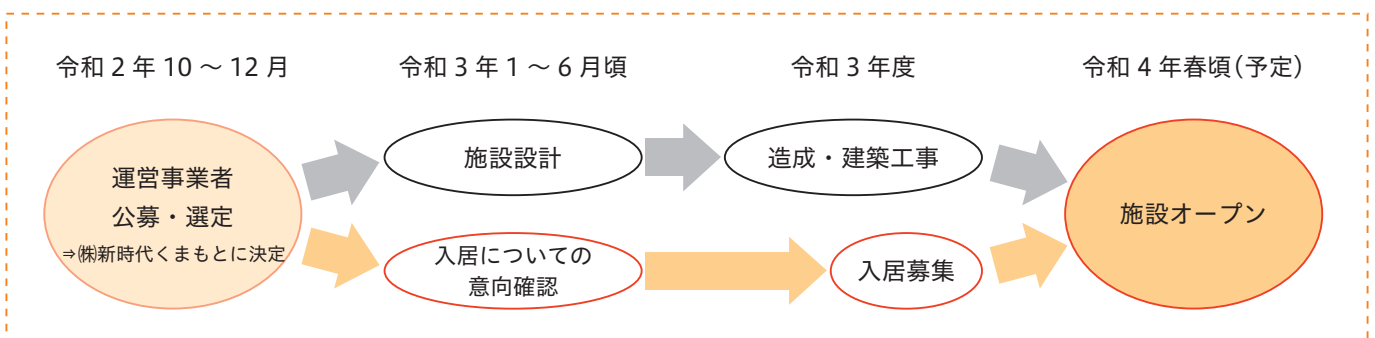 令和 2 年 10 ～ 12 月
令和 3 年 1 ～ 6 月頃
令和 3 年度
令和 4 年春頃（予定）
運営事業者
公募・選定
⇒㈱新時代くまもとに決定
施設設計
造成・建築工事
入居についての
意向確認
入居募集
施設オープン